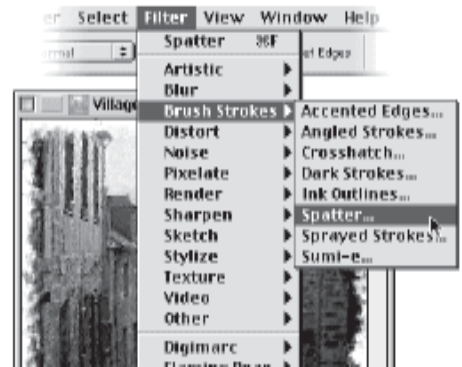 Select Filter View Window Help
Spatter ⌘F
Artistic
Blur
Brush Strokes
Distort
Noise
Pixelate
Render
Sharpen
Sketch
Stylize
Texture
Video
Other
Digimarc
Accented Edges...
Angled Strokes...
Crosshatch...
Dark Strokes...
Ink Outlines...
Spatter...
Sprayed Strokes...
Sumi-e...
Edges
Villag